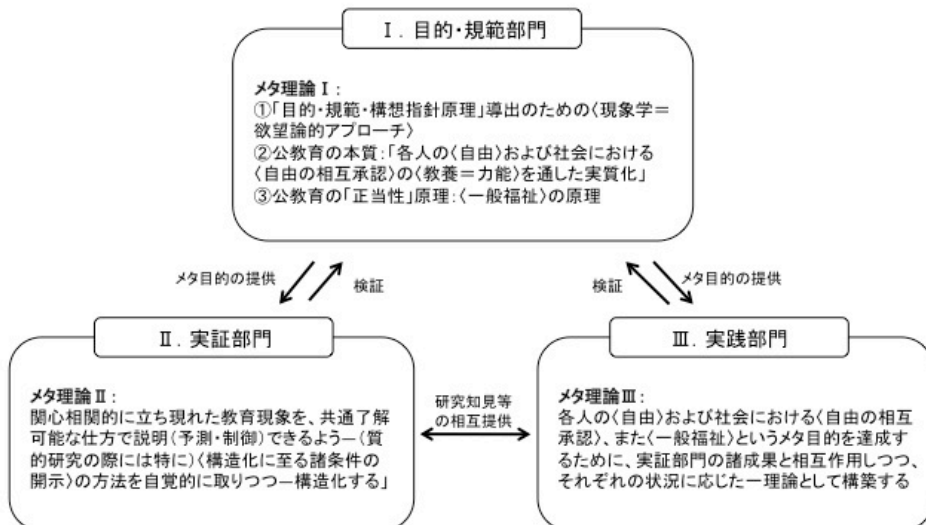 Ⅰ. 目的・規範部門
メタ理論Ⅰ:
①「目的・規範・構想指針原理」導出のための〈現象学＝
欲望論的アプローチ〉
②公教育の本質:「各人の〈自由〉および社会における
〈自由の相互承認〉の〈教養＝力能〉を通した実質化」
③公教育の「正当性」原理:〈一般福祉〉の原理
メタ目的の提供
検証
検証
メタ目的の提供
Ⅱ. 実証部門
メタ理論Ⅱ:
関心相関的に立ち現れた教育現象を、共通了解
可能な仕方で説明(予測・制御)できるよう—(質
的研究の際には特に)〈構造化に至る諸条件の
開示〉の方法を自覚的に取りつつ—構造化する」
研究知見等
の相互提供
Ⅲ. 実践部門
メタ理論Ⅲ:
各人の〈自由〉および社会における〈自由の相互
承認〉、また〈一般福祉〉というメタ目的を達成す
るために、実証部門の諸成果と相互作用しつつ、
それぞれの状況に応じた一理論として構築する